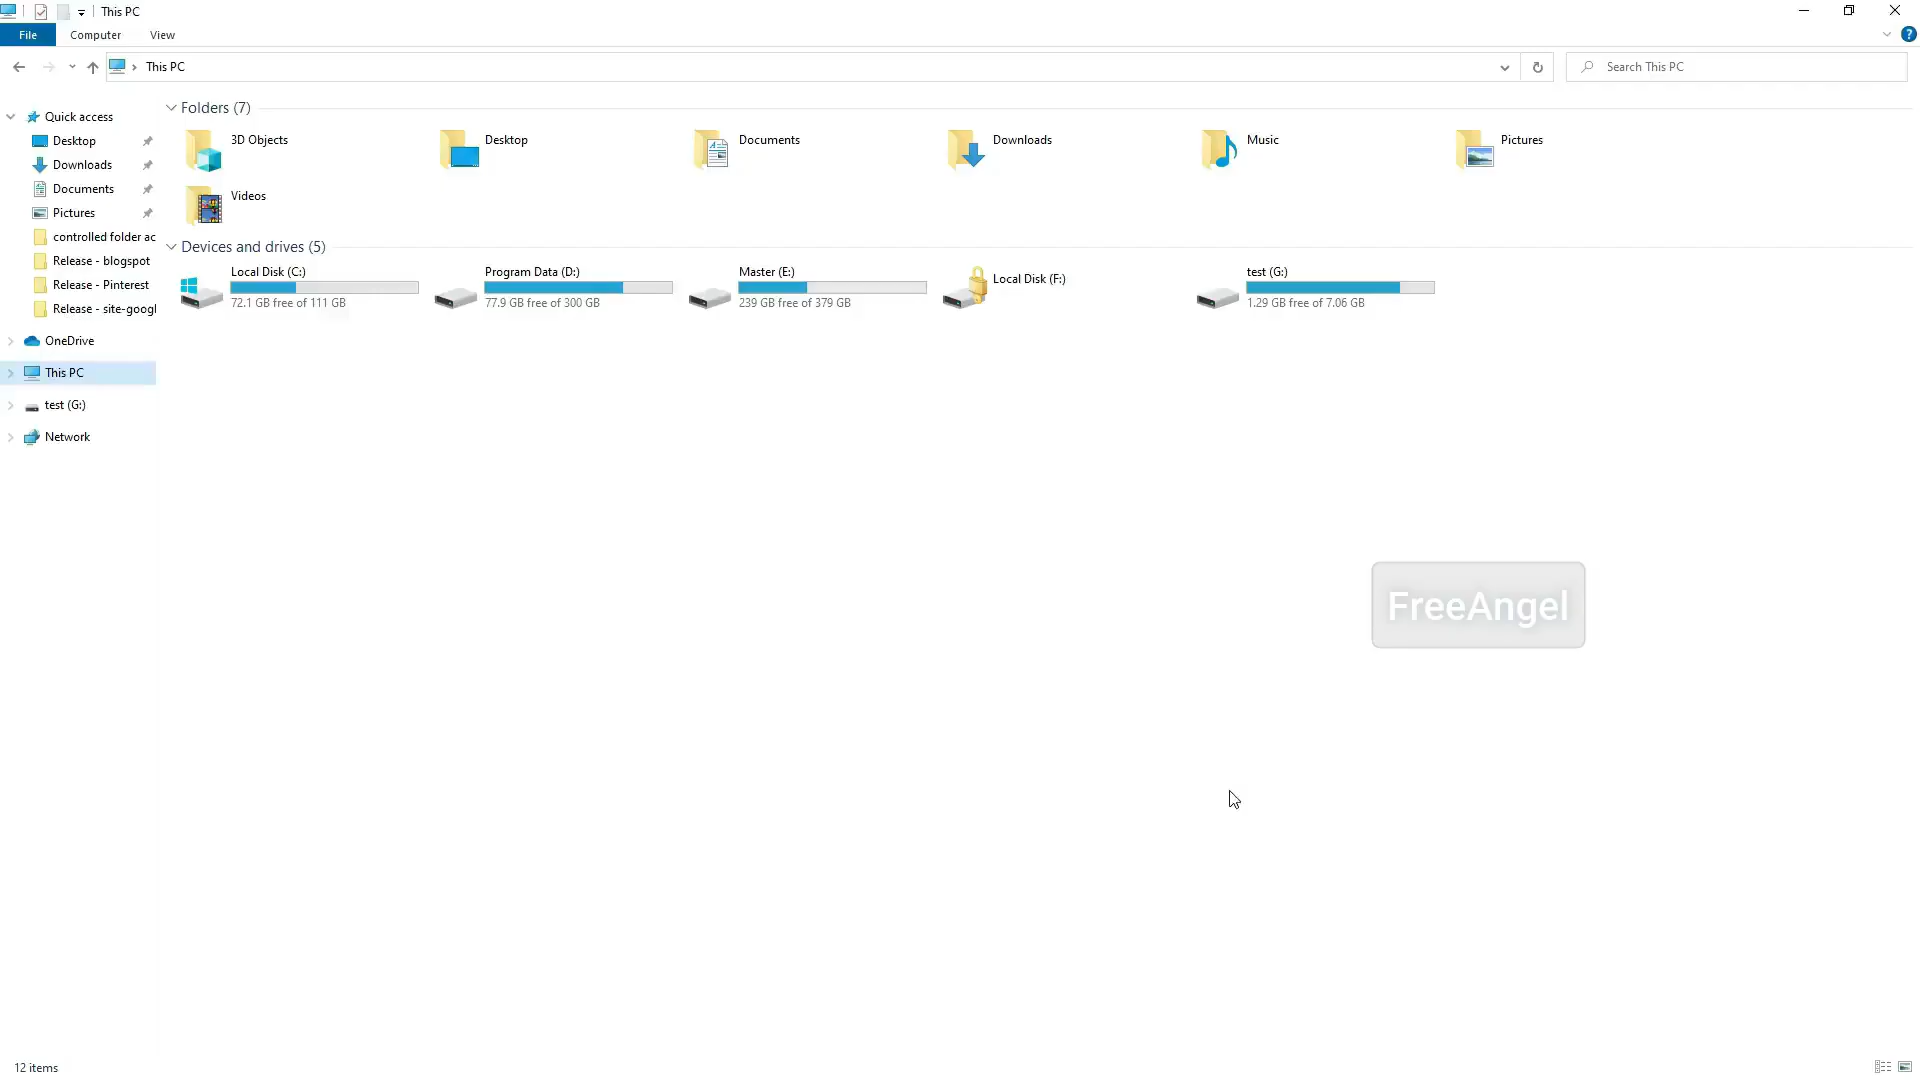 This PC
File Computer View
This PC
Search This PC
Quick access
Desktop
Downloads
Documents
Pictures
controlled folder ac
Release - blogspot
Release - Pinterest
Release - site-googl
OneDrive
This PC
test (G:)
Network
Folders (7)
3D Objects Desktop Documents Downloads Music Pictures
Videos
Devices and drives (5)
Local Disk (C:)
72.1 GB free of 111 GB
Program Data (D:)
77.9 GB free of 300 GB
Master (E:)
239 GB free of 379 GB
Local Disk (F:)
test (G:)
1.29 GB free of 7.06 GB
FreeAngel
12 items